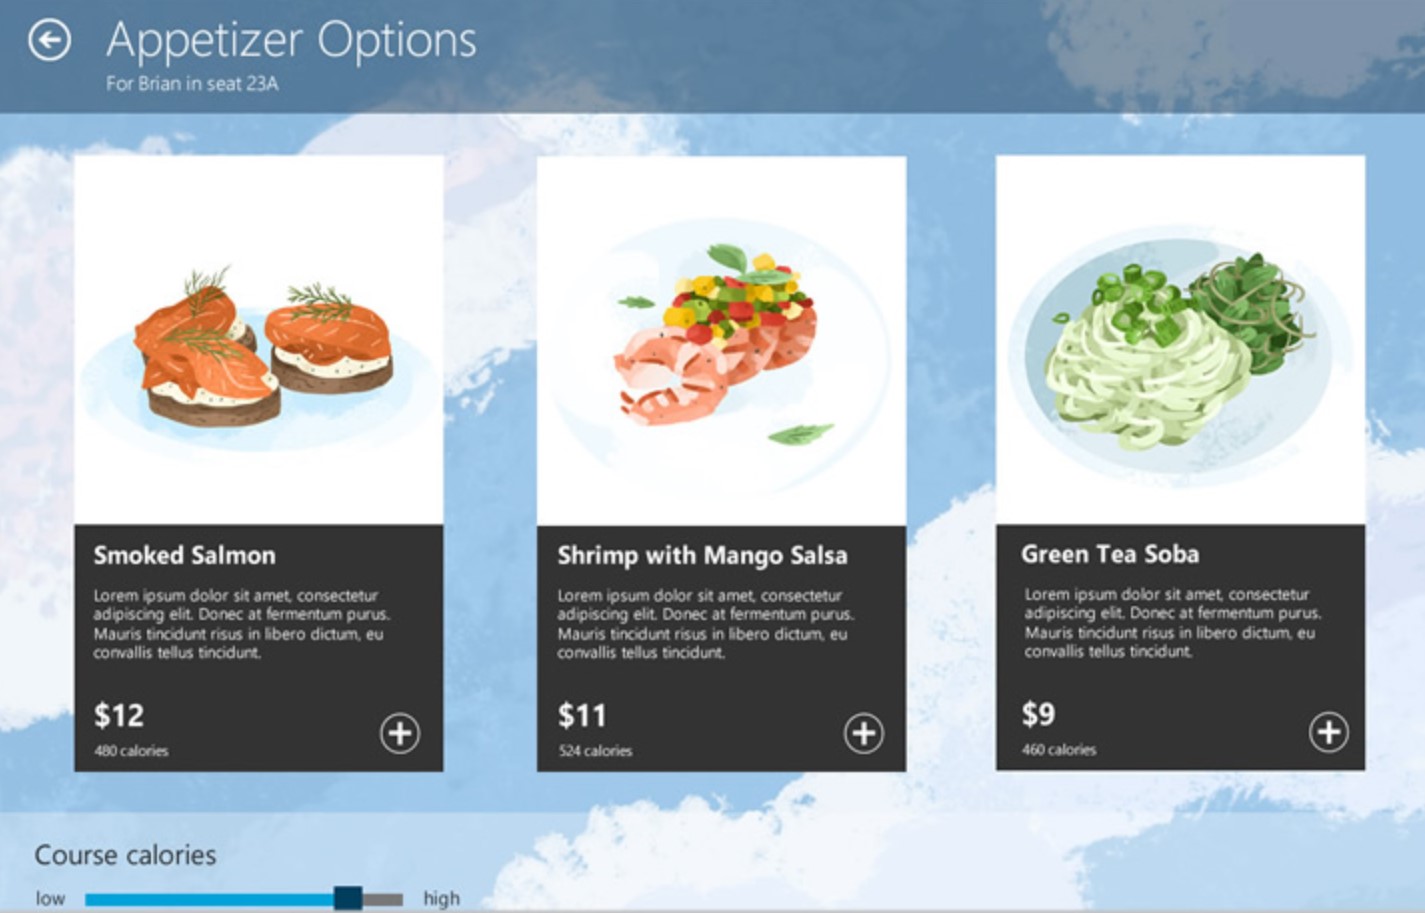 Appetizer Options
For Brian in seat 23A
Smoked Salmon
Lorem ipsum dolor sit amet, consectetur
adipiscing elit. Donec at fermentum purus.
Mauris tincidunt risus in libero dictum, eu
convallis tellus tincidunt.
$12
480 calories
Shrimp with Mango Salsa
Lorem ipsum dolor sit amet, consectetur
adipiscing elit. Donec at fermentum purus.
Mauris tincidunt risus in libero dictum, eu
convallis tellus tincidunt.
$11
524 calories
Green Tea Soba
Lorem ipsum dolor sit amet, consectetur
adipiscing elit. Donec at fermentum purus.
Mauris tincidunt risus in libero dictum, eu
convallis tellus tincidunt.
$9
460 calories
Course calories
low high